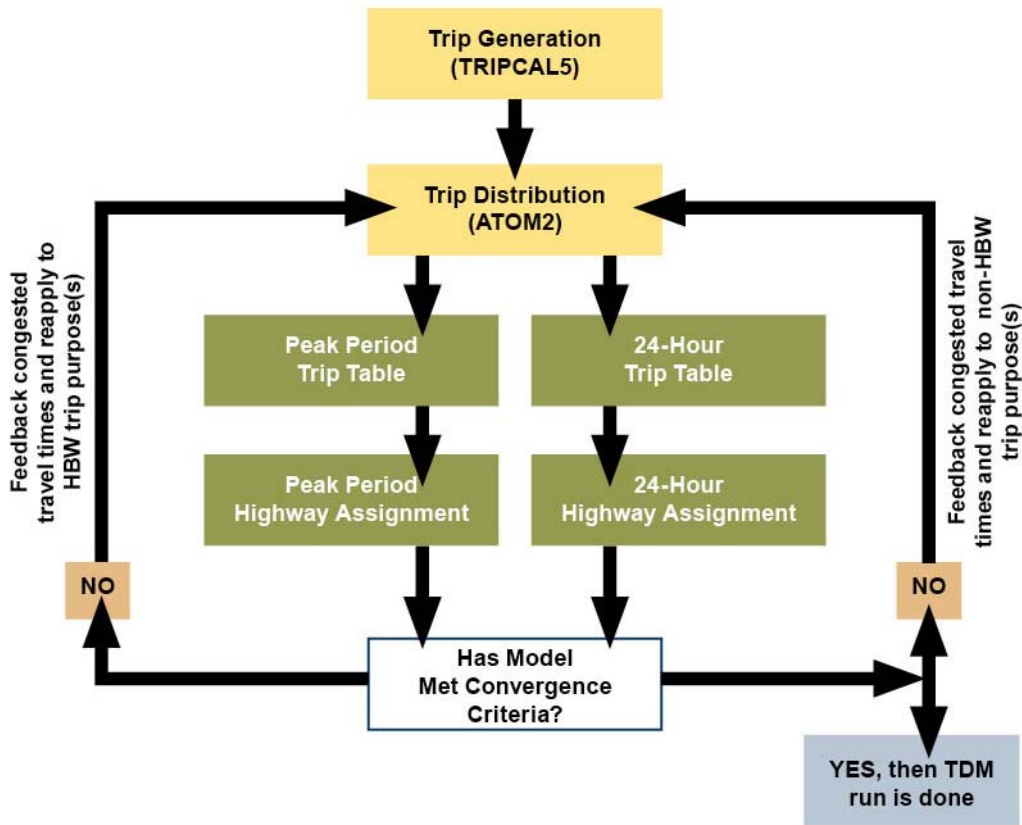 Trip Generation
(TRIPCAL5)
Trip Distribution
(ATOM2)
Feedback congested
travel times and reapply to
HBW trip purpose(s)
Peak Period
Trip Table
24-Hour
Trip Table
Feedback congested travel
times and reapply to non-HBW
trip purpose(s)
Peak Period
Highway Assignment
24-Hour
Highway Assignment
NO
NO
Has Model
Met Convergence
Criteria?
YES, then TDM
run is done